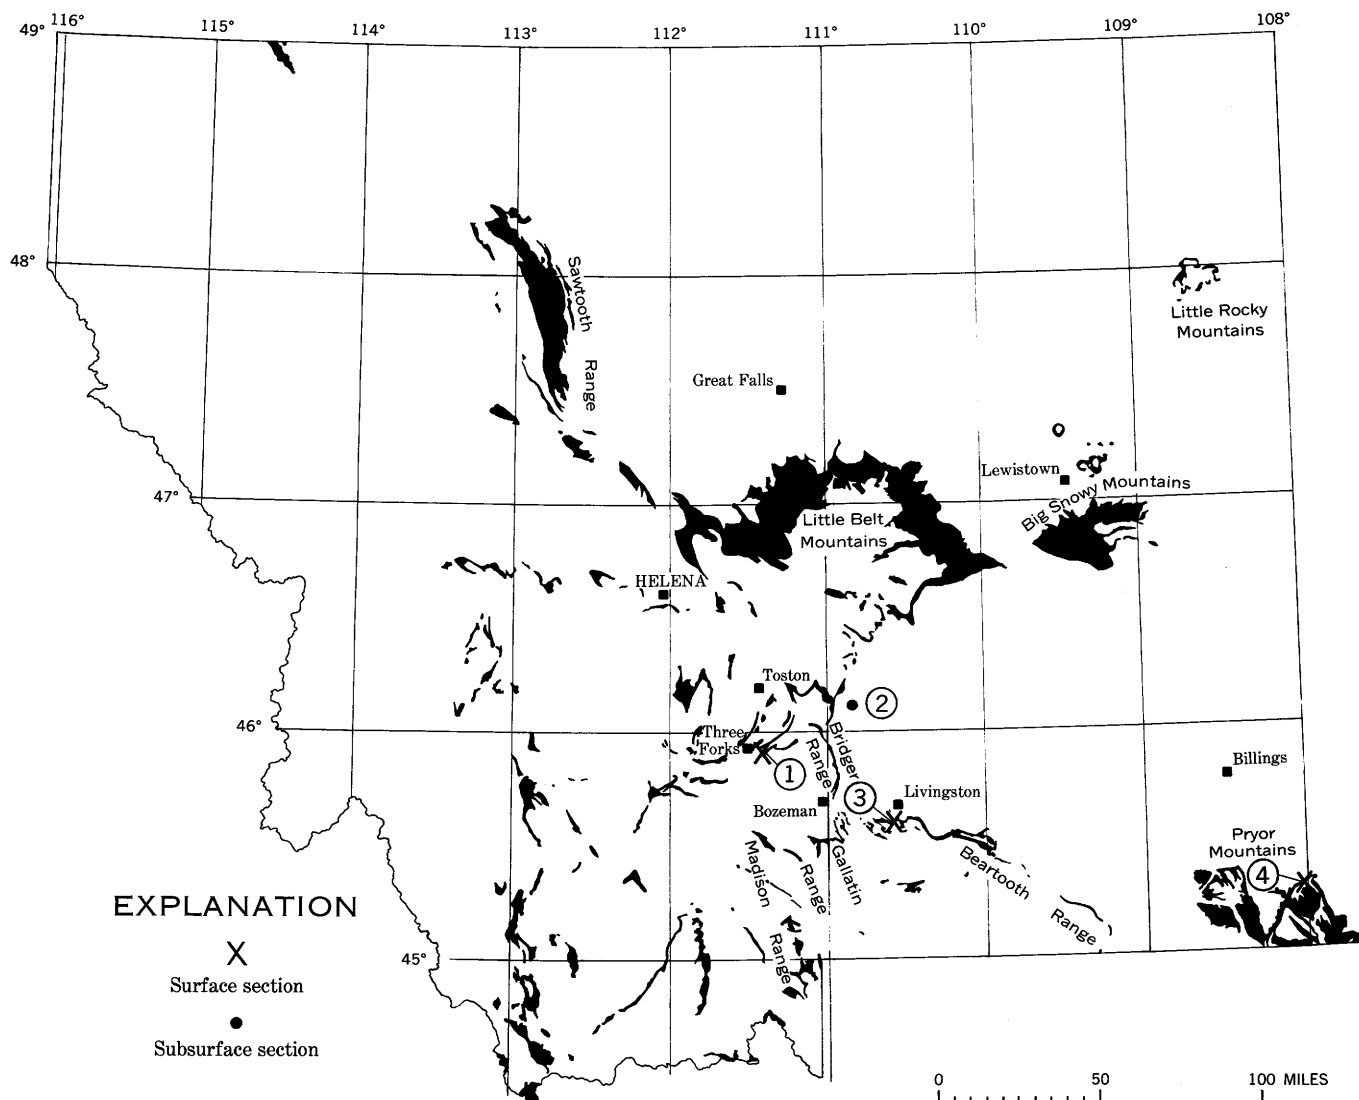 116°
115°
114°
113°
112°
111°
110°
109°
108°
49°
48°
Sawtooth
Range
Little Rocky
Mountains
Great Falls
Lewistown
Big Snowy Mountains
47°
Little Belt
Mountains
HELENA
Toston
2
46°
Three
Forks
1
Bridger
Range
Billings
3
Livingston
Bozeman
Pryor
Mountains
4
Madison
Range
Gallatin
Range
Beartooth
Range
45°
EXPLANATION
X
Surface section
Subsurface section
0 50 100 MILES